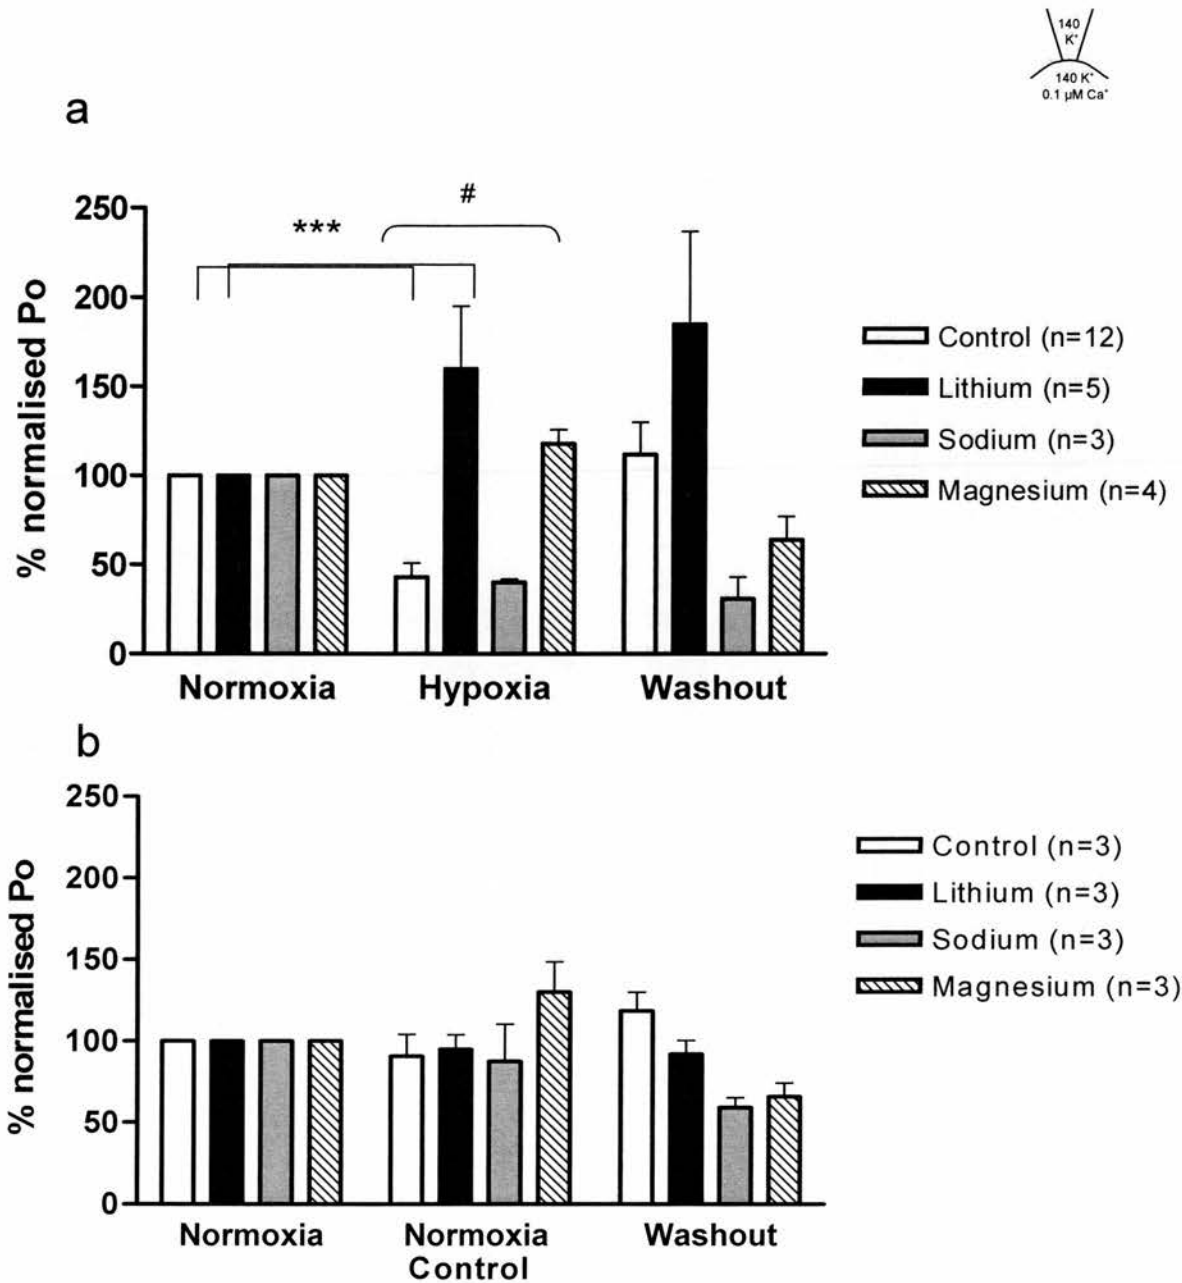 140
K⁺
140 K⁺
0.1 µM Ca⁺
a
***
#
% normalised Po
250
200
150
100
50
0
Normoxia
Hypoxia
Washout
Control (n=12)
Lithium (n=5)
Sodium (n=3)
Magnesium (n=4)
b
% normalised Po
250
200
150
100
50
0
Normoxia
Normoxia
Control
Washout
Control (n=3)
Lithium (n=3)
Sodium (n=3)
Magnesium (n=3)